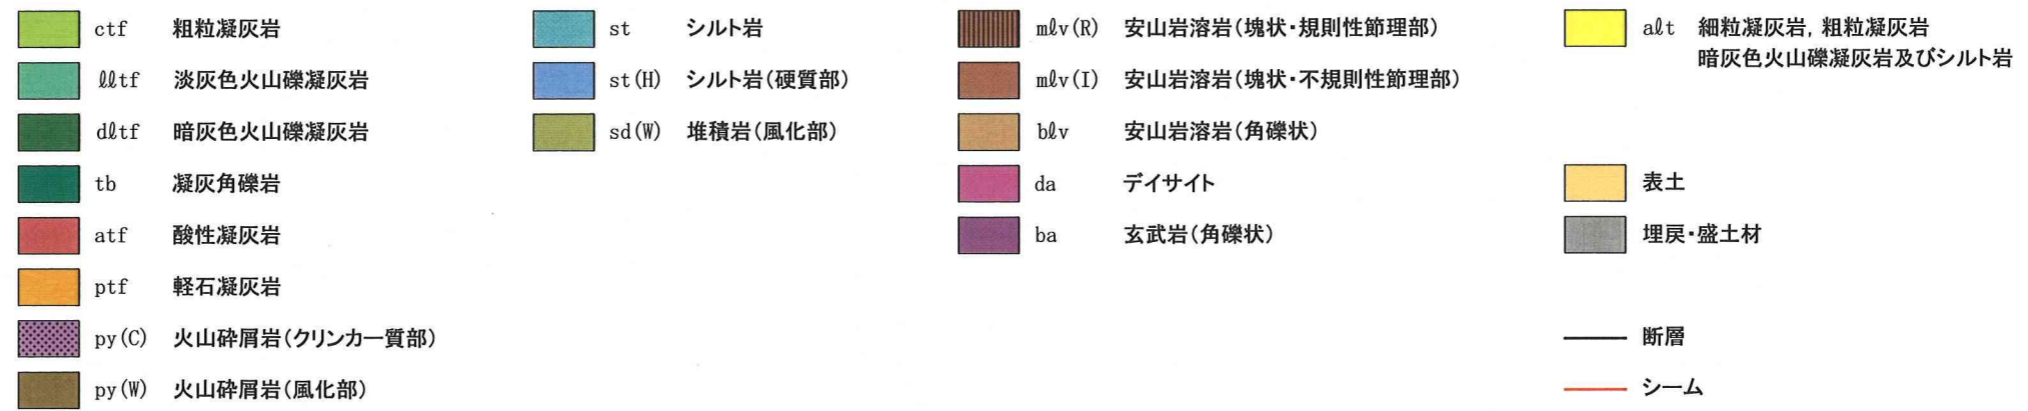 ctf 粗粒凝灰岩
ℓℓtf 淡灰色火山礫凝灰岩
dℓtf 暗灰色火山礫凝灰岩
tb 凝灰角礫岩
atf 酸性凝灰岩
ptf 軽石凝灰岩
py(C) 火山砕屑岩(クリンカー質部)
py(W) 火山砕屑岩(風化部)
st シルト岩
st(H) シルト岩(硬質部)
sd(W) 堆積岩(風化部)
mℓv(R) 安山岩溶岩(塊状・規則性節理部)
mℓv(I) 安山岩溶岩(塊状・不規則性節理部)
bℓv 安山岩溶岩(角礫状)
da デイサイト
ba 玄武岩(角礫状)
aℓt 細粒凝灰岩, 粗粒凝灰岩
暗灰色火山礫凝灰岩及びシルト岩
表土
埋戻・盛土材
断層
シーム